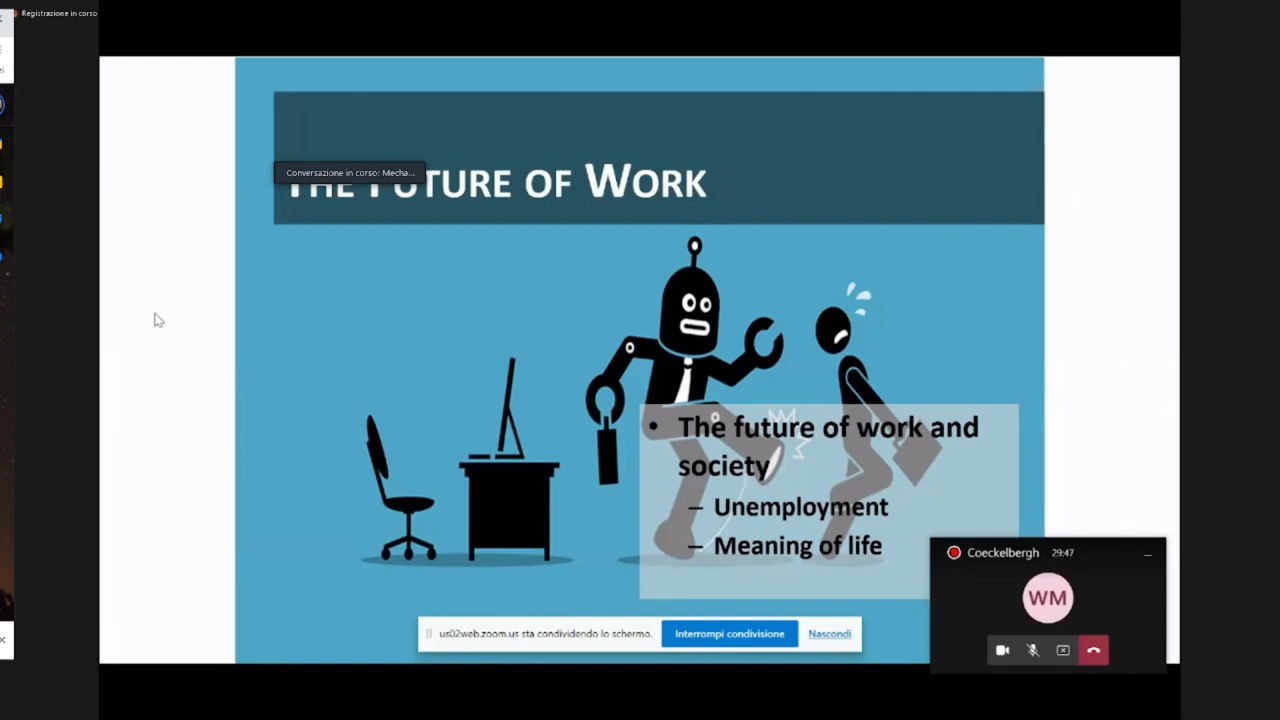 Registrazione in corso
Conversazione in corso: Mecha...
THE FUTURE OF WORK
• The future of work and
society
– Unemployment
– Meaning of life
Coeckelbergh 29:47
WM
us02web.zoom.us sta condividendo lo schermo. Interrompi condivisione Nascondi